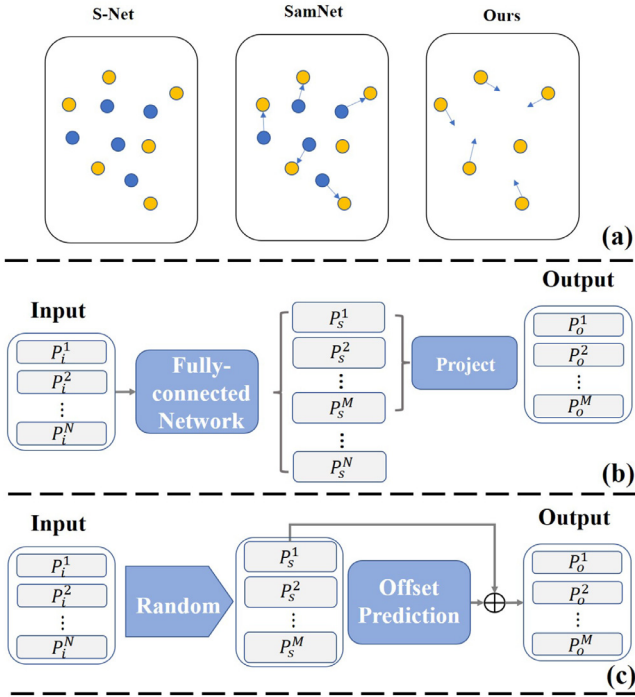 S-Net SamNet Ours
(a)
Input Output
P_i^1 P_s^1 P_o^1
P_i^2 Fully-connected Network P_s^2 Project P_o^2
⋮ ⋮ ⋮
P_i^N P_s^M P_o^M
⋮
P_s^N
(b)
Input Output
P_i^1 P_s^1 P_o^1
P_i^2 Random P_s^2 Offset Prediction P_o^2
⋮ ⋮ ⋮
P_i^N P_s^M P_o^M
(c)